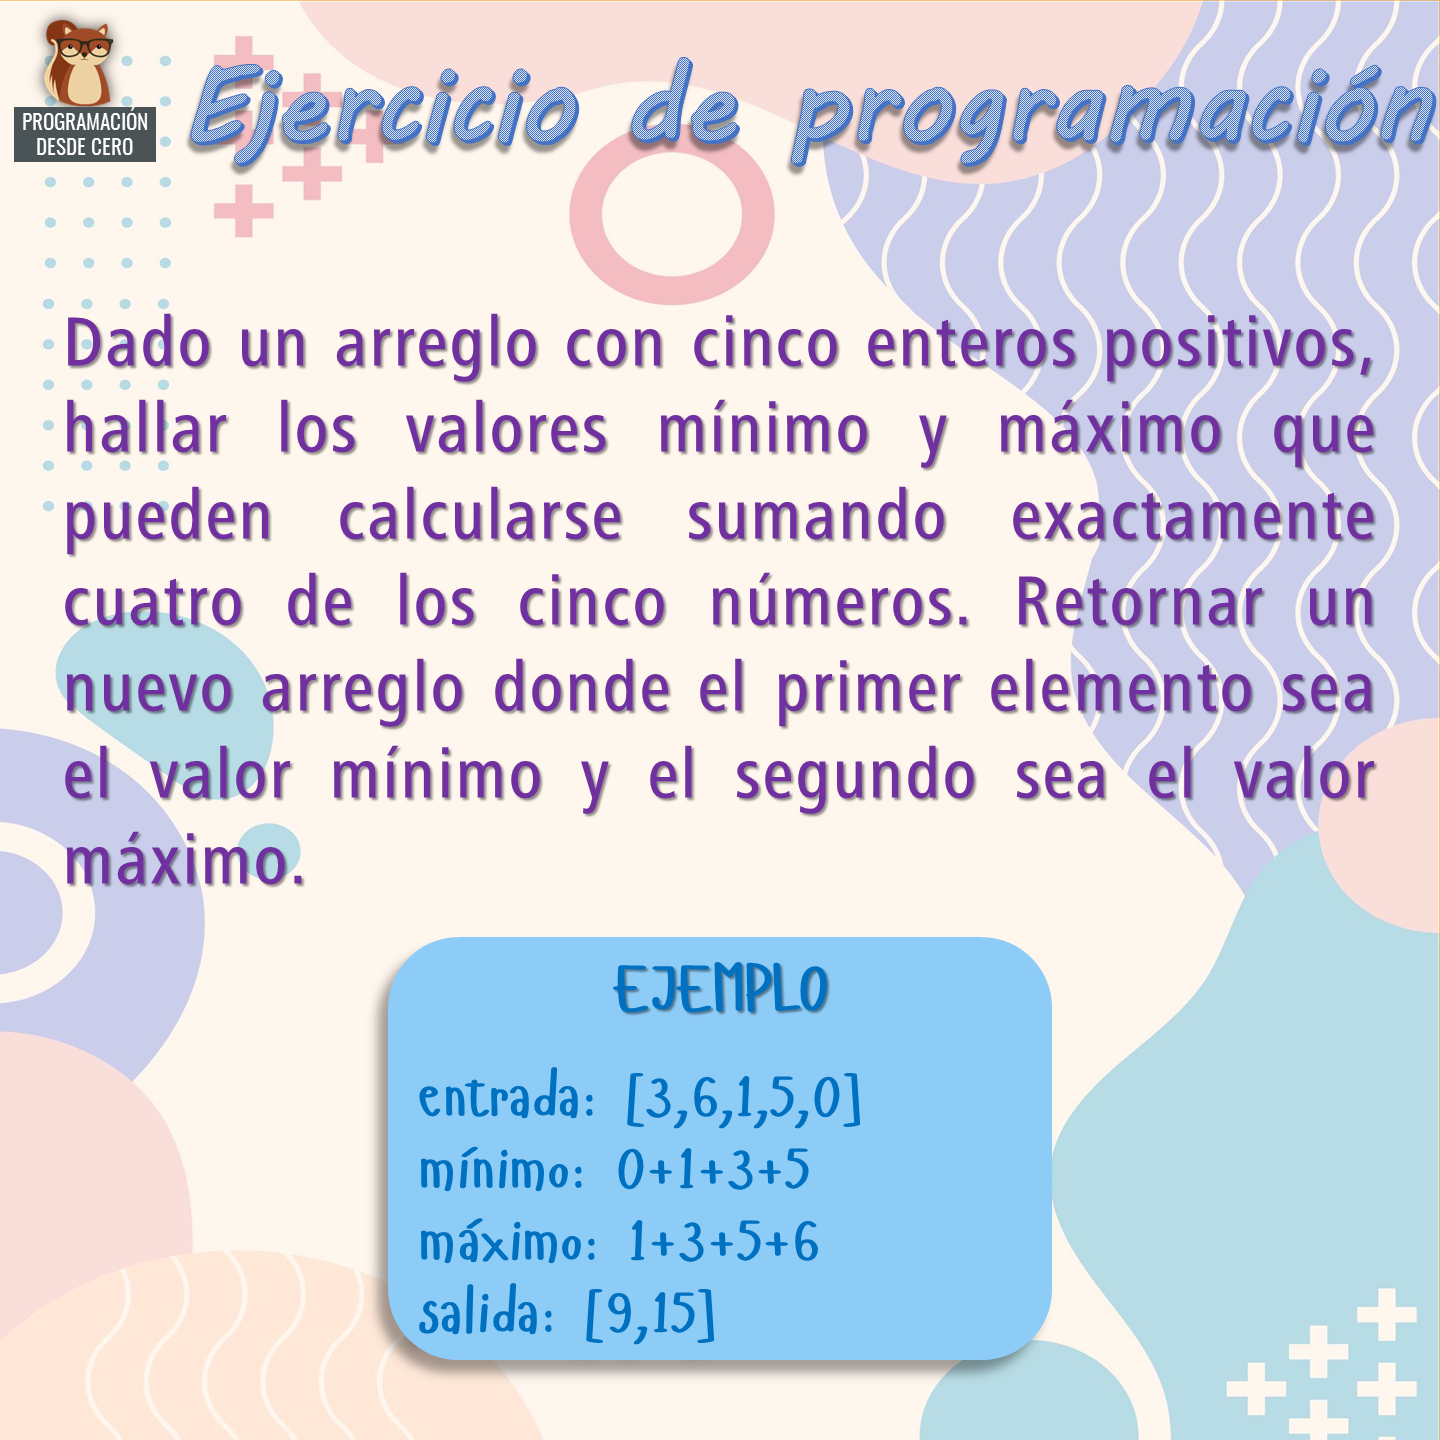 PROGRAMACIÓN
DESDE CERO
Ejercicio de programación
Dado un arreglo con cinco enteros positivos,
hallar los valores mínimo y máximo que
pueden calcularse sumando exactamente
cuatro de los cinco números. Retornar un
nuevo arreglo donde el primer elemento sea
el valor mínimo y el segundo sea el valor
máximo.
EJEMPLO
entrada: [3,6,1,5,0]
mínimo: 0+1+3+5
máximo: 1+3+5+6
salida: [9,15]